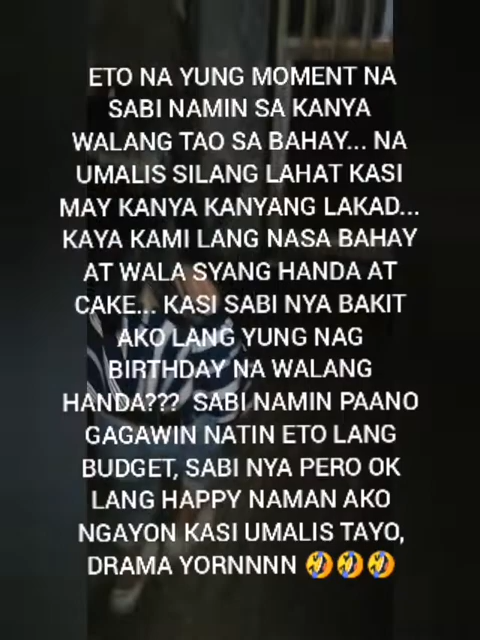 ETO NA YUNG MOMENT NA
SABI NAMIN SA KANYA
WALANG TAO SA BAHAY... NA
UMALIS SILANG LAHAT KASI
MAY KANYA KANYANG LAKAD...
KAYA KAMI LANG NASA BAHAY
AT WALA SYANG HANDA AT
CAKE... KASI SABI NYA BAKIT
AKO LANG YUNG NAG
BIRTHDAY NA WALANG
HANDA??? SABI NAMIN PAANO
GAGAWIN NATIN ETO LANG
BUDGET, SABI NYA PERO OK
LANG HAPPY NAMAN AKO
NGAYON KASI UMALIS TAYO,
DRAMA YORNNNN 🤣🤣🤣